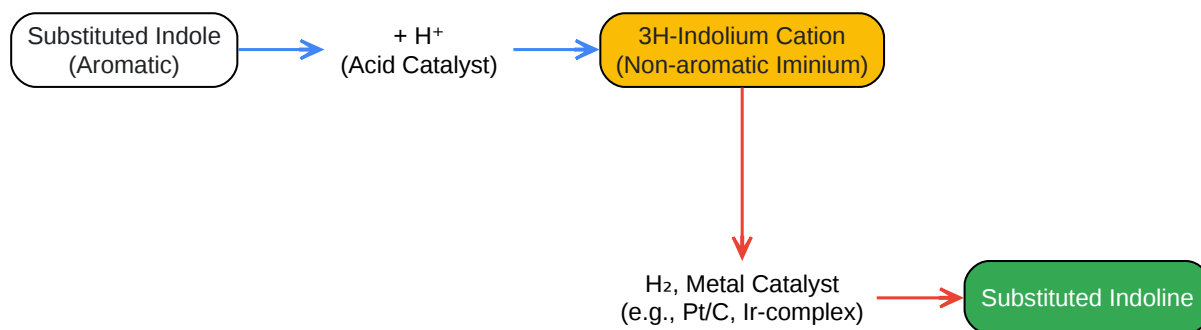 Substituted Indole
(Aromatic)
+ H⁺
(Acid Catalyst)
3H-Indolium Cation
(Non-aromatic Iminium)
H₂, Metal Catalyst
(e.g., Pt/C, Ir-complex)
Substituted Indoline